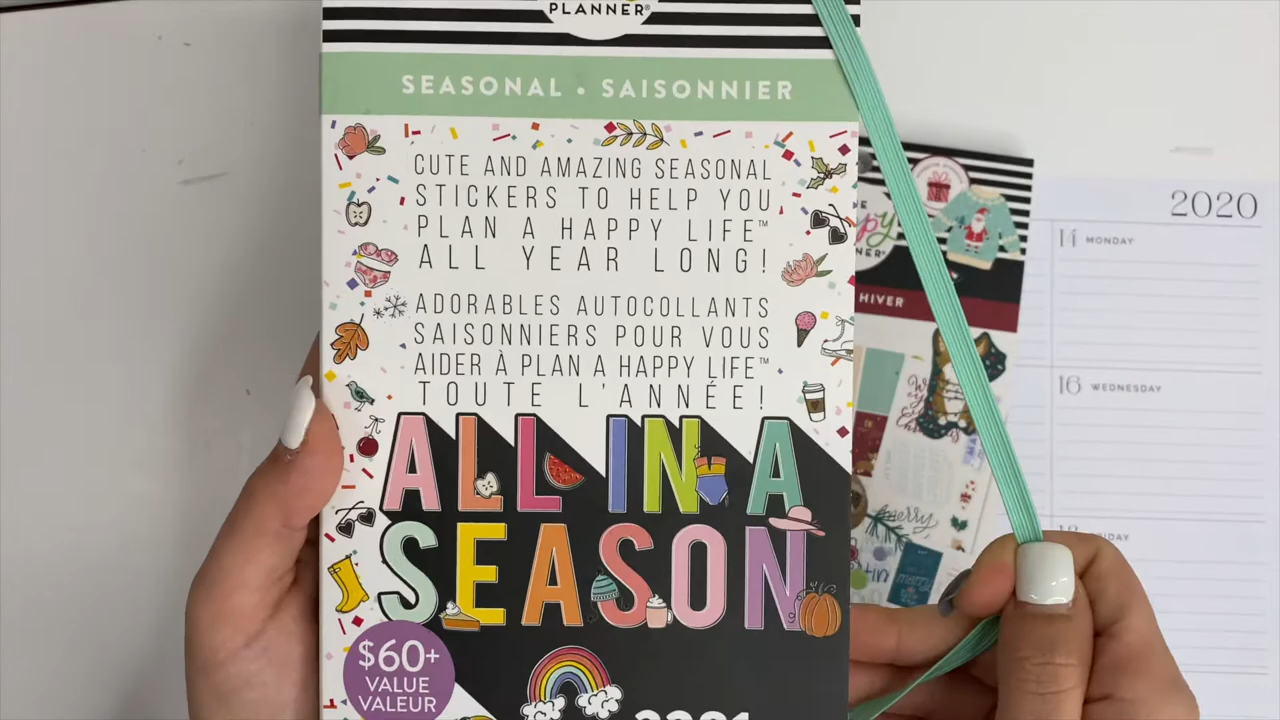 PLANNER®
SEASONAL • SAISONNIER
CUTE AND AMAZING SEASONAL
STICKERS TO HELP YOU
PLAN A HAPPY LIFE™
ALL YEAR LONG!
ADORABLES AUTOCOLLANTS
SAISONNIERS POUR VOUS
AIDER À PLAN A HAPPY LIFE™
TOUTE L'ANNÉE!
ALL IN A
SEASON
$60+
VALUE
VALEUR
HIVER
merry
2020
14 MONDAY
16 WEDNESDAY